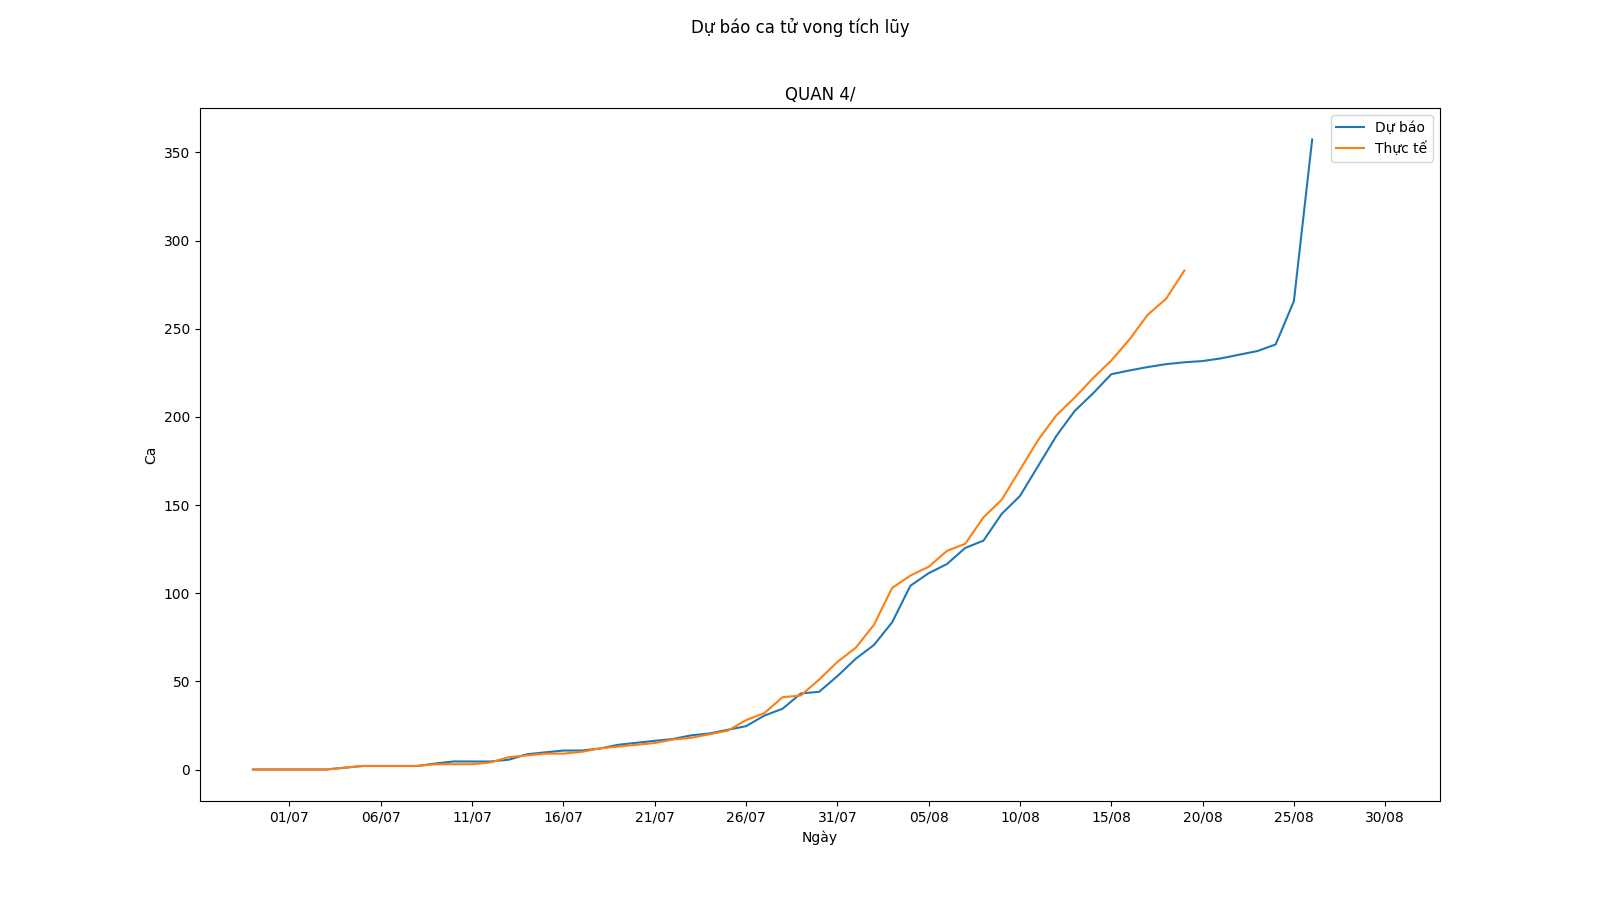 Dự báo ca tử vong tích lũy
QUAN 4/
Dự báo
Thực tế
350
300
250
200
150
100
50
0
Ca
01/07 06/07 11/07 16/07 21/07 26/07 31/07 05/08 10/08 15/08 20/08 25/08 30/08
Ngày